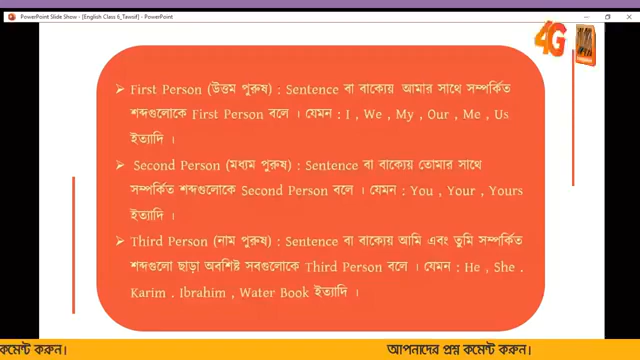 PowerPoint Slide Show - [English Class 6_Tawsif] - PowerPoint
4G
➤ First Person (উত্তম পুরুষ) : Sentence বা বাক্যে আমার সাথে সম্পর্কিত
শব্দগুলোকে First Person বলে । যেমন : I , We , My , Our , Me , Us
ইত্যাদি ।
➤ Second Person (মধ্যম পুরুষ) : Sentence বা বাক্যে তোমার সাথে
সম্পর্কিত শব্দগুলোকে Second Person বলে । যেমন : You , Your , Yours
ইত্যাদি ।
➤ Third Person (নাম পুরুষ) : Sentence বা বাক্যে আমি এবং তুমি সম্পর্কিত
শব্দগুলো ছাড়া অবশিষ্ট সবগুলোকে Third Person বলে । যেমন : He , She .
Karim . Ibrahim , Water Book ইত্যাদি ।
কমেন্ট করুন। আপনাদের প্রশ্ন কমেন্ট করুন।